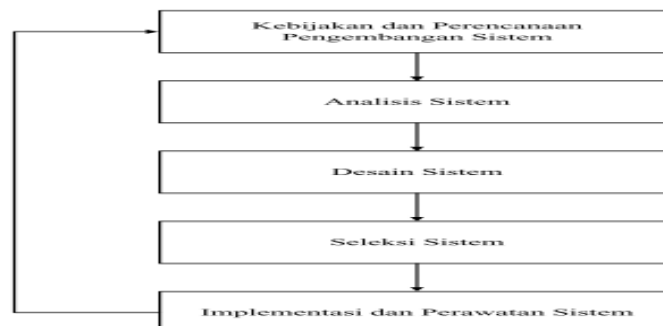 Kebijakan dan Perencanaan
Pengembangan Sistem
Analisis Sistem
Desain Sistem
Seleksi Sistem
Implementasi dan Perawatan Sistem